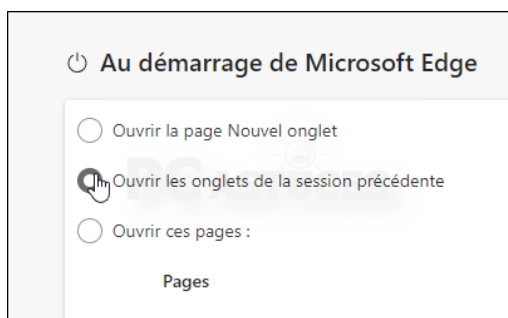 Au démarrage de Microsoft Edge
Ouvrir la page Nouvel onglet
Ouvrir les onglets de la session précédente
Ouvrir ces pages :
Pages